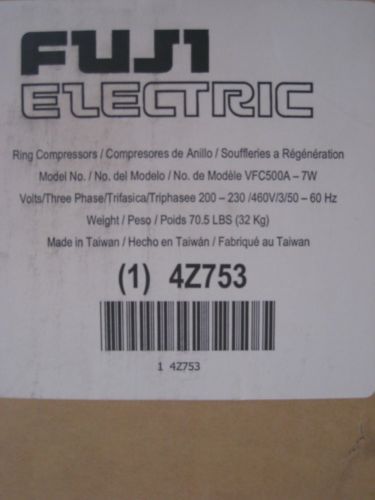 FUJI
ELECTRIC
Ring Compressors / Compresores de Anillo / Souffleries a Régénération
Model No. / No. del Modelo / No. de Modèle VFC500A – 7W
Volts/Three Phase/Trifasica/Triphasee 200 – 230 /460V/3/50 – 60 Hz
Weight / Peso / Poids 70.5 LBS (32 Kg)
Made in Taiwan / Hecho en Taiwán / Fabriqué au Taiwan
(1) 4Z753
1 4Z753